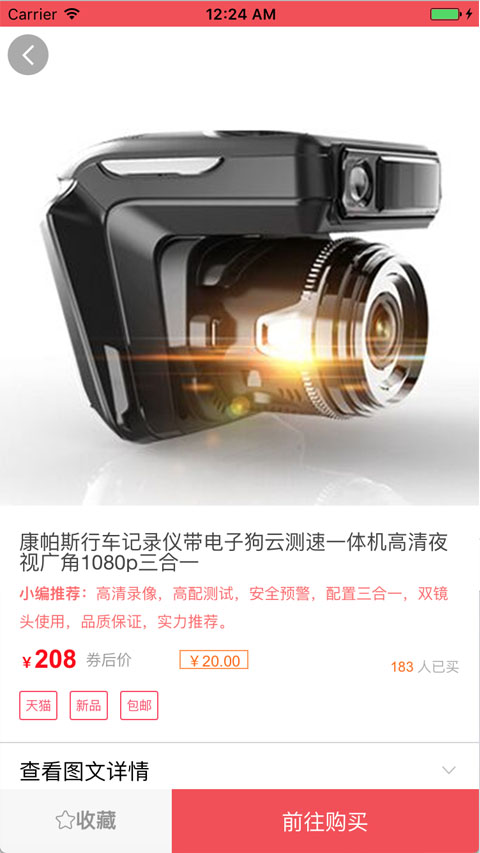 Carrier 12:24 AM
康帕斯行车记录仪带电子狗云测速一体机高清夜
视广角1080p三合一
小编推荐：高清录像，高配测试，安全预警，配置三合一，双镜
头使用，品质保证，实力推荐。
¥208 券后价 ¥20.00 183 人已买
天猫 新品 包邮
查看图文详情
收藏 前往购买